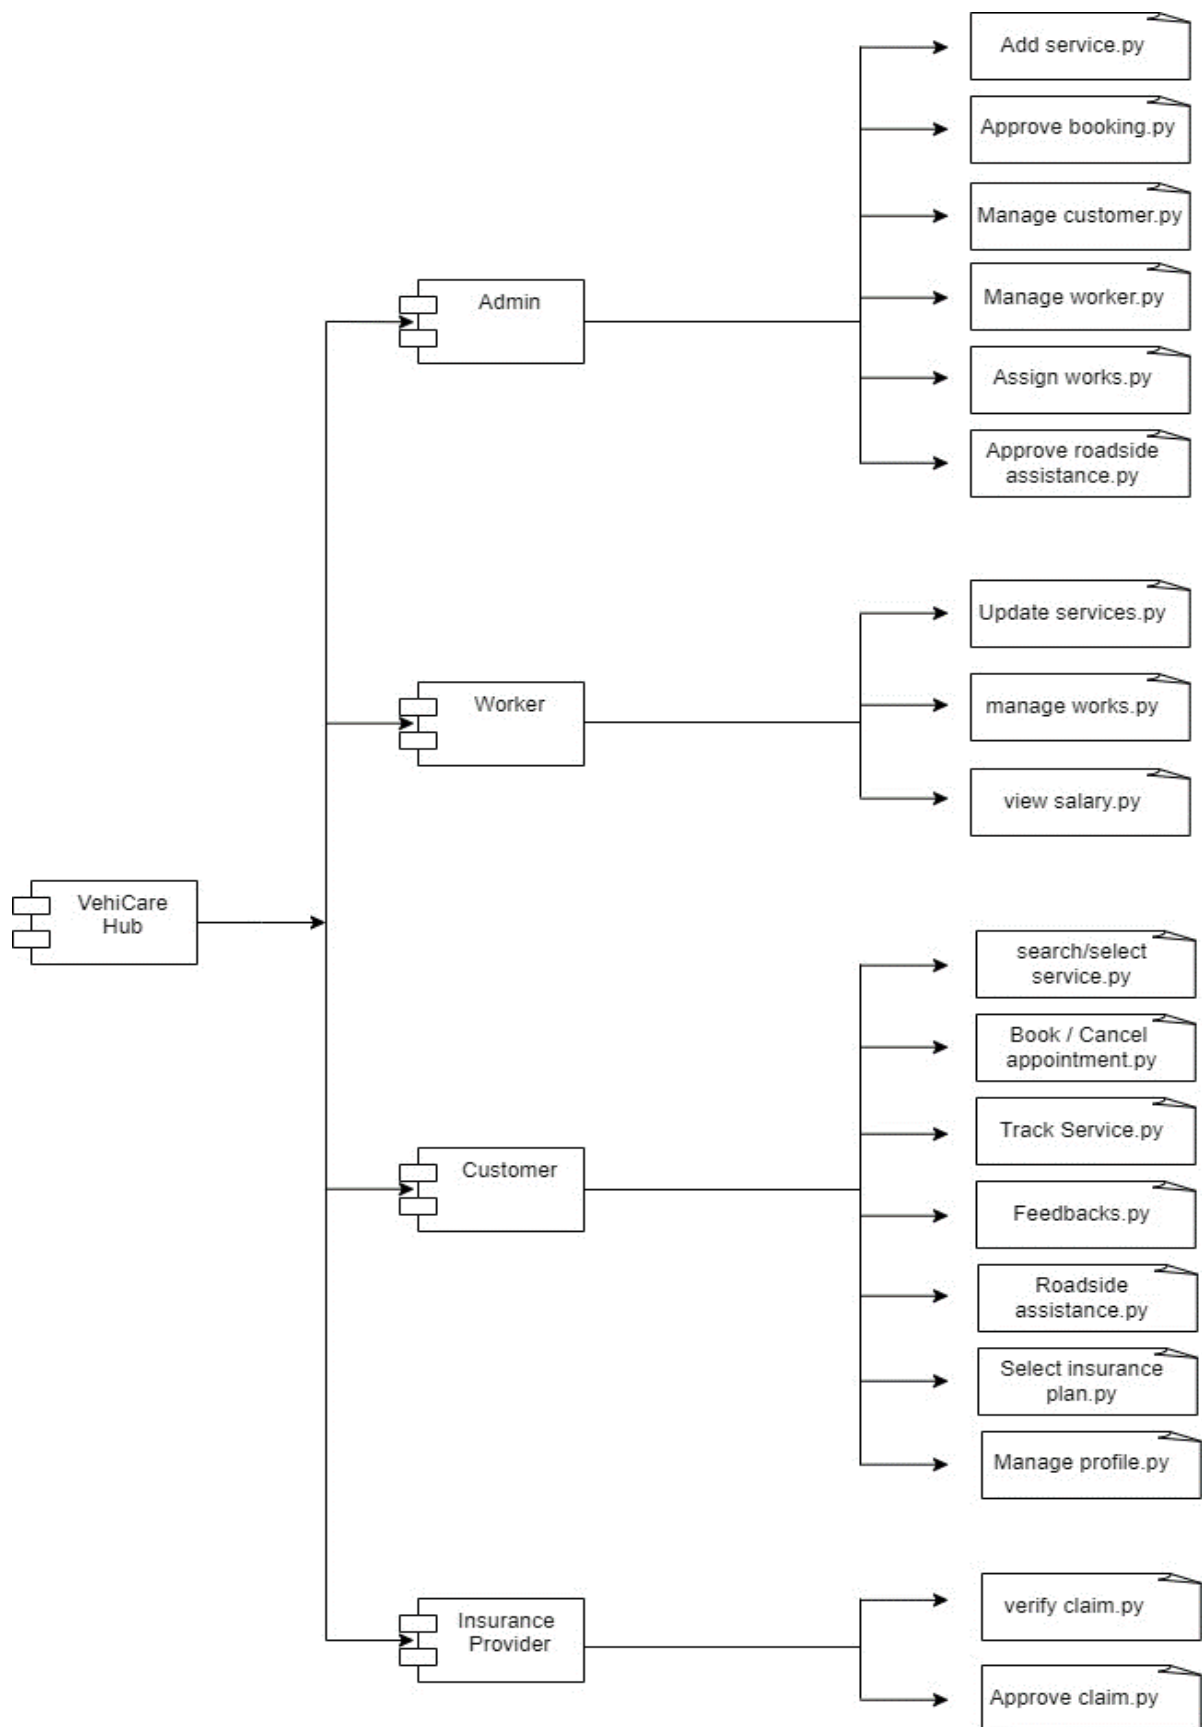 Add service.py
Approve booking.py
Manage customer.py
Admin
Manage worker.py
Assign works.py
Approve roadside
assistance.py
Update services.py
Worker
manage works.py
view salary.py
VehiCare
Hub
search/select
service.py
Book / Cancel
appointment.py
Track Service.py
Customer
Feedbacks.py
Roadside
assistance.py
Select insurance
plan.py
Manage profile.py
Insurance
Provider
verify claim.py
Approve claim.py